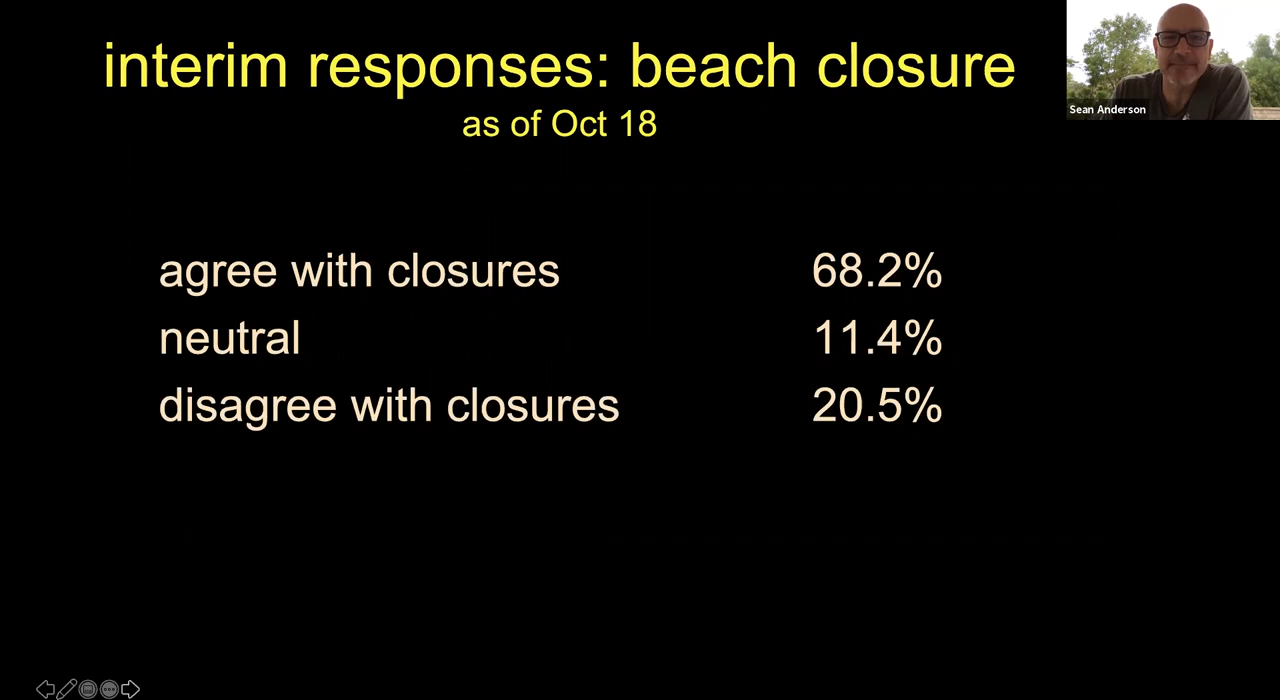 interim responses: beach closure
as of Oct 18
Sean Anderson
agree with closures 68.2%
neutral 11.4%
disagree with closures 20.5%